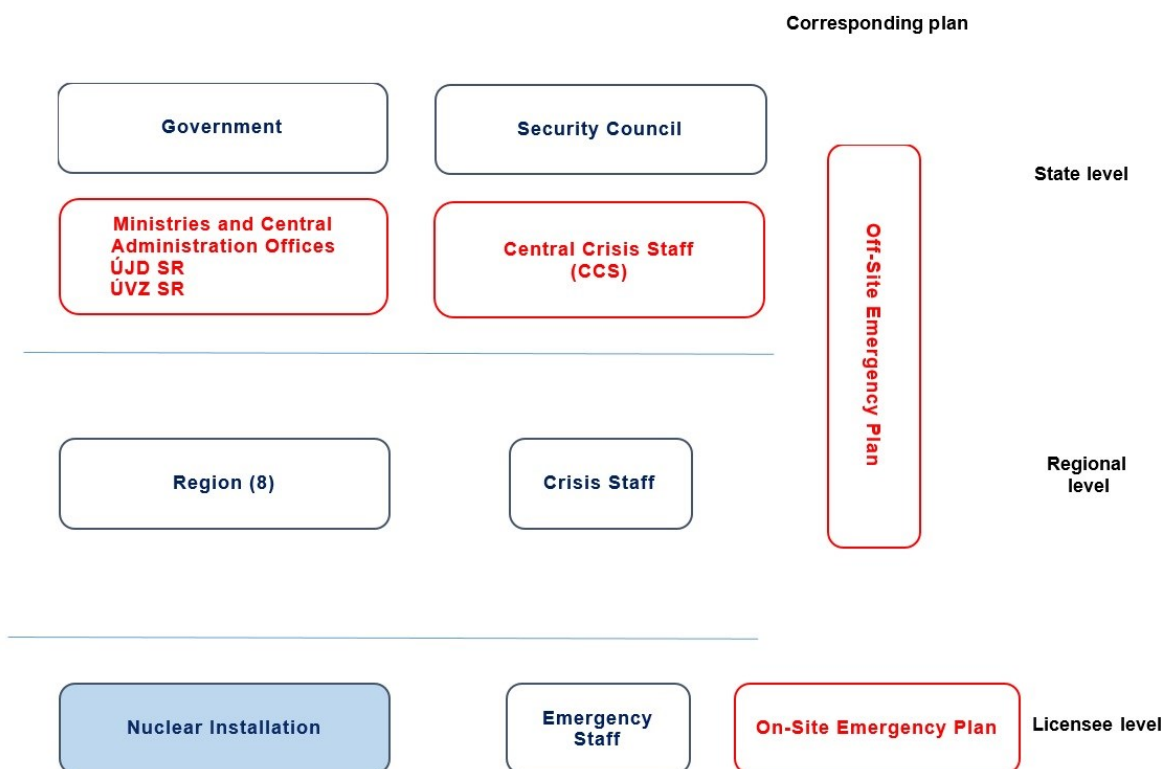 Corresponding plan
Government
Security Council
State level
Ministries and Central
Administration Offices
ÚJD SR
ÚVZ SR
Central Crisis Staff
(CCS)
Off-Site Emergency Plan
Region (8)
Crisis Staff
Regional
level
Nuclear Installation
Emergency
Staff
On-Site Emergency Plan
Licensee level